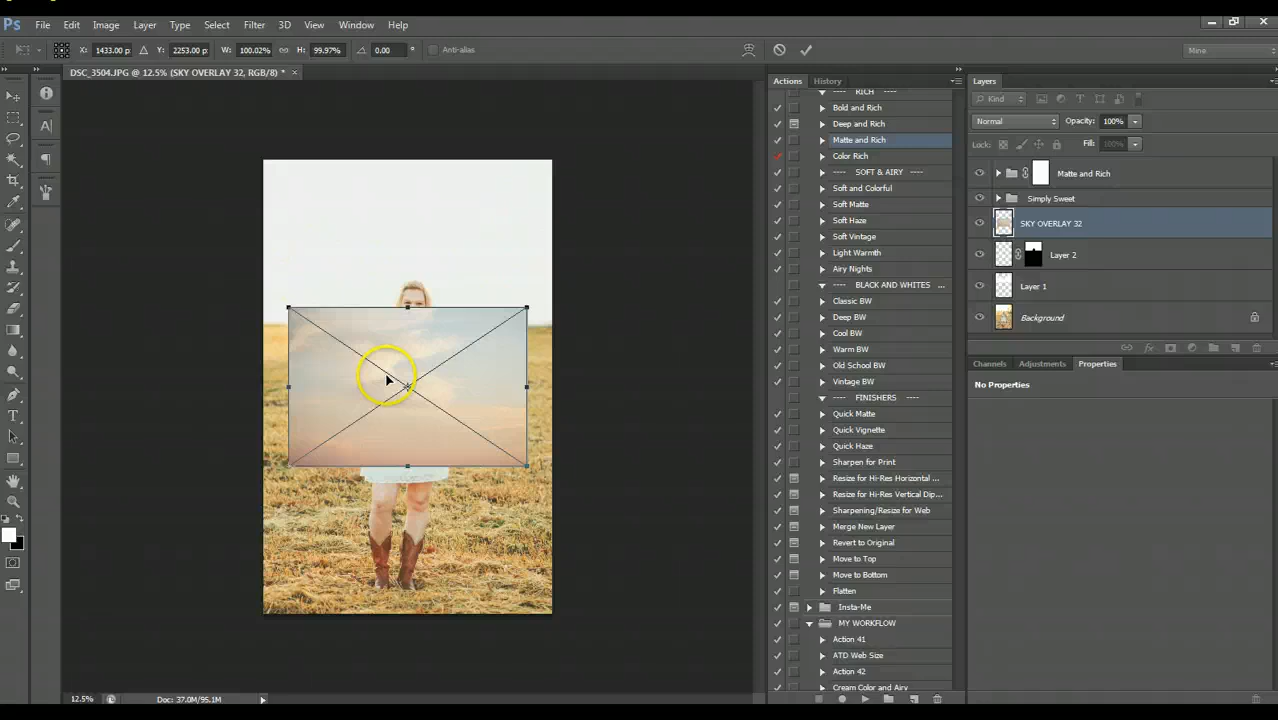 Ps File Edit Image Layer Type Select Filter 3D View Window Help
X: 1433.00 p: Y: 2253.00 p: W: 100.02% H: 99.97% 0.00 ° Anti-alias Mine
DSC_3504.JPG @ 12.5% (SKY OVERLAY 32, RGB/8) * ×
Actions History
---- RICH ----
Bold and Rich
Deep and Rich
Matte and Rich
Color Rich
---- SOFT & AIRY ----
Soft and Colorful
Soft Matte
Soft Haze
Soft Vintage
Light Warmth
Airy Nights
---- BLACK AND WHITES ...
Classic BW
Deep BW
Cool BW
Warm BW
Old School BW
Vintage BW
---- FINISHERS ----
Quick Matte
Quick Vignette
Quick Haze
Sharpen for Print
Resize for Hi-Res Horizontal ...
Resize for Hi-Res Vertical Dip...
Sharpening/Resize for Web
Merge New Layer
Revert to Original
Move to Top
Move to Bottom
Flatten
Insta-Me
MY WORKFLOW
Action 41
ATD Web Size
Action 42
Cream Color and Airy
Layers
Kind
Normal Opacity: 100%
Lock: Fill: 100%
Matte and Rich
Simply Sweet
SKY OVERLAY 32
Layer 2
Layer 1
Background
Channels Adjustments Properties
No Properties
12.5% Doc: 37.0M/95.1M